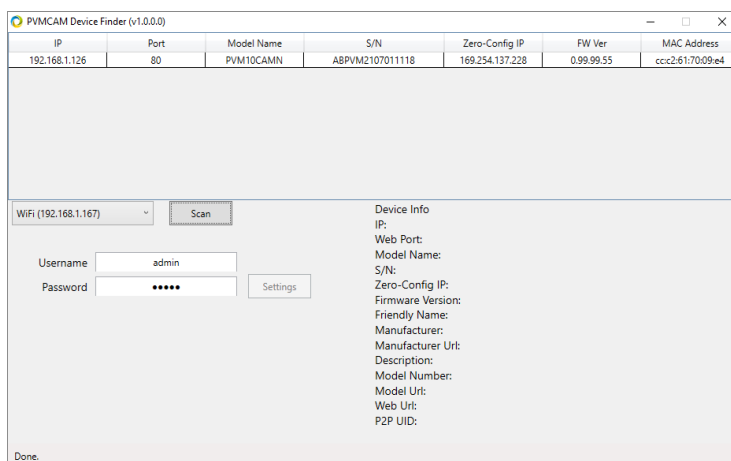 PVMCAM Device Finder (v1.0.0.0)
IP Port Model Name S/N Zero-Config IP FW Ver MAC Address
192.168.1.126 80 PVM10CAMN ABPVM2107011118 169.254.137.228 0.99.99.55 cc:c2:61:70:09:e4
WiFi (192.168.1.167) Scan
Username admin
Password ●●●●● Settings
Device Info
IP:
Web Port:
Model Name:
S/N:
Zero-Config IP:
Firmware Version:
Friendly Name:
Manufacturer:
Manufacturer Url:
Description:
Model Number:
Model Url:
Web Url:
P2P UID:
Done.